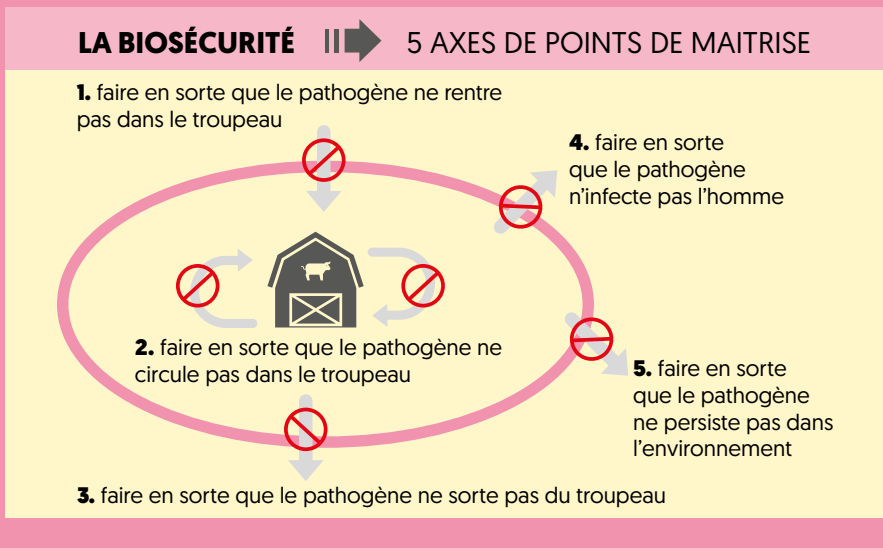 LA BIOSÉCURITÉ 5 AXES DE POINTS DE MAITRISE
1. faire en sorte que le pathogène ne rentre
pas dans le troupeau
4. faire en sorte
que le pathogène
n’infecte pas l’homme
2. faire en sorte que le pathogène ne
circule pas dans le troupeau
5. faire en sorte
que le pathogène
ne persiste pas dans
l’environnement
3. faire en sorte que le pathogène ne sorte pas du troupeau